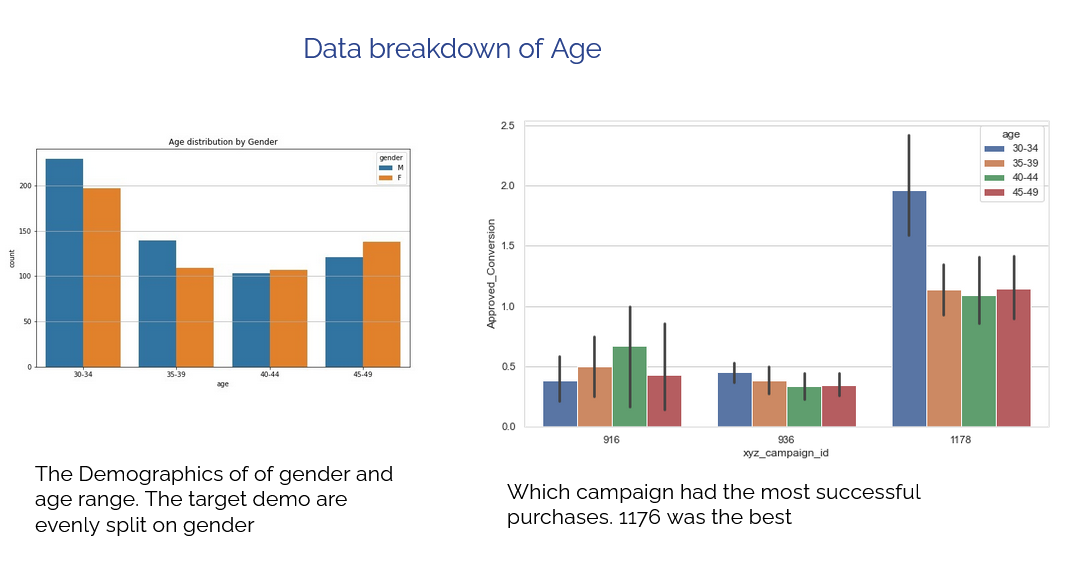 Data breakdown of Age
Age distribution by Gender
gender
M
F
200
150
100
50
0
count
30-34
35-39
40-44
45-49
age
2.5
2.0
1.5
1.0
0.5
0.0
Approved_Conversion
age
30-34
35-39
40-44
45-49
916
936
1178
xyz_campaign_id
The Demographics of of gender and
age range. The target demo are
evenly split on gender
Which campaign had the most successful
purchases. 1176 was the best